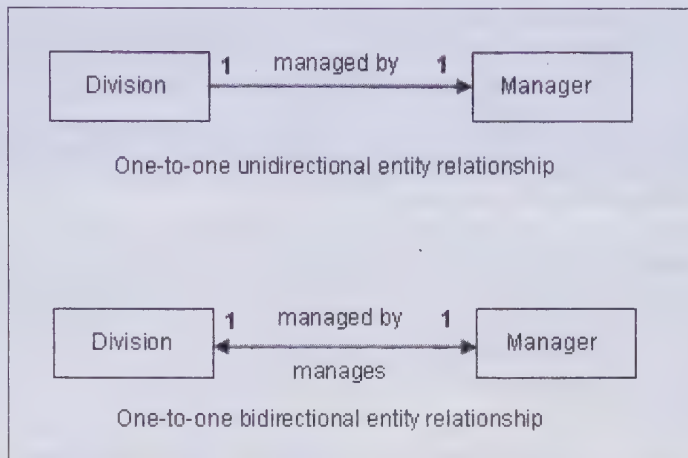 1 managed by 1
Division Manager
One-to-one unidirectional entity relationship
1 managed by 1
Division Manager
manages
One-to-one bidirectional entity relationship